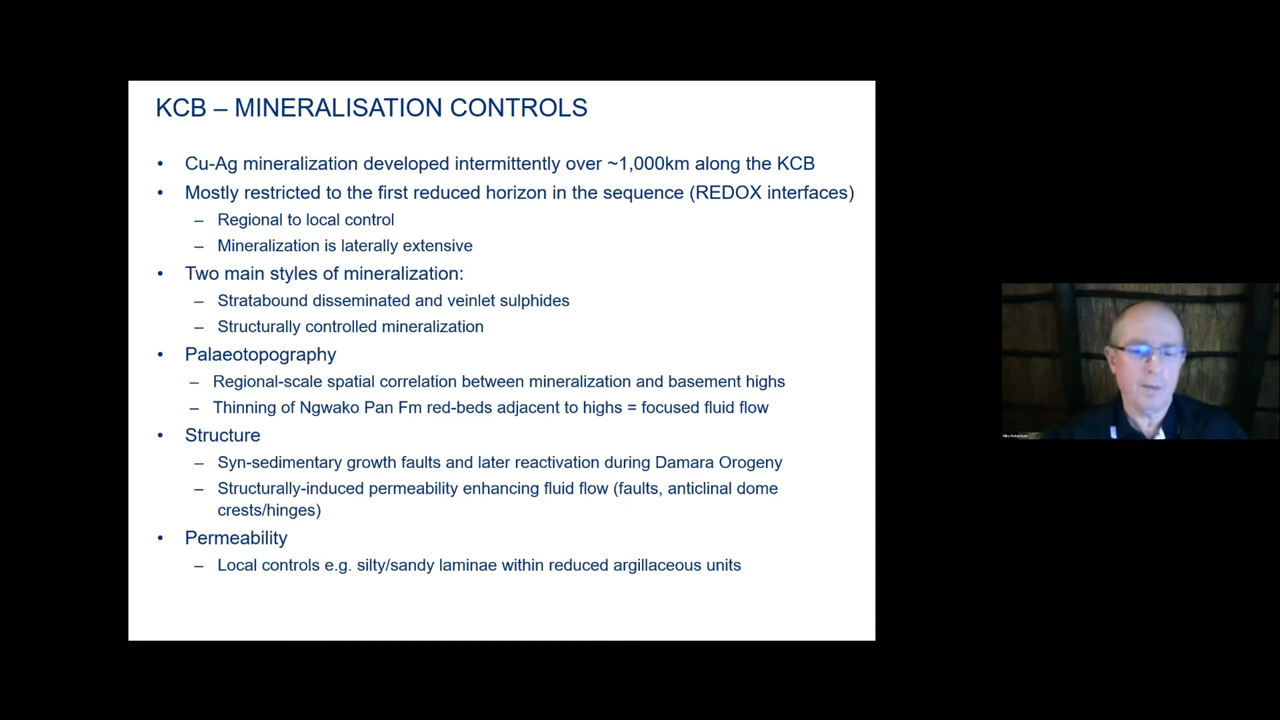 KCB – MINERALISATION CONTROLS
• Cu-Ag mineralization developed intermittently over ~1,000km along the KCB
• Mostly restricted to the first reduced horizon in the sequence (REDOX interfaces)
– Regional to local control
– Mineralization is laterally extensive
• Two main styles of mineralization:
– Stratabound disseminated and veinlet sulphides
– Structurally controlled mineralization
• Palaeotopography
– Regional-scale spatial correlation between mineralization and basement highs
– Thinning of Ngwako Pan Fm red-beds adjacent to highs = focused fluid flow
• Structure
– Syn-sedimentary growth faults and later reactivation during Damara Orogeny
– Structurally-induced permeability enhancing fluid flow (faults, anticlinal dome
crests/hinges)
• Permeability
– Local controls e.g. silty/sandy laminae within reduced argillaceous units